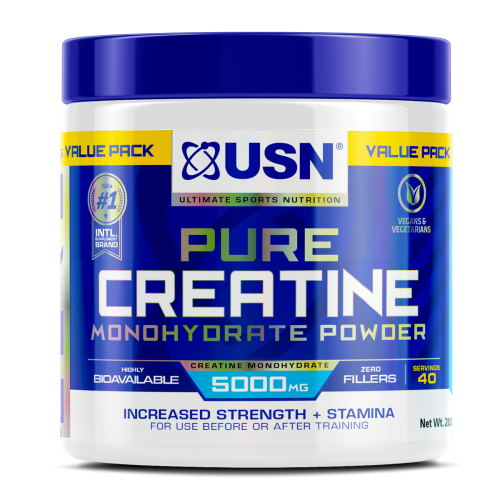 VALUE PACK
USN®
VALUE PACK
ULTIMATE SPORTS NUTRITION
#1
INTL.
BRAND
VEGANS &
VEGETARIANS
PURE
CREATINE
MONOHYDRATE POWDER
CREATINE MONOHYDRATE
5000MG
HIGHLY
BIOAVAILABLE
ZERO
FILLERS
SERVINGS
40
INCREASED STRENGTH + STAMINA
FOR USE BEFORE OR AFTER TRAINING
Net Wt.